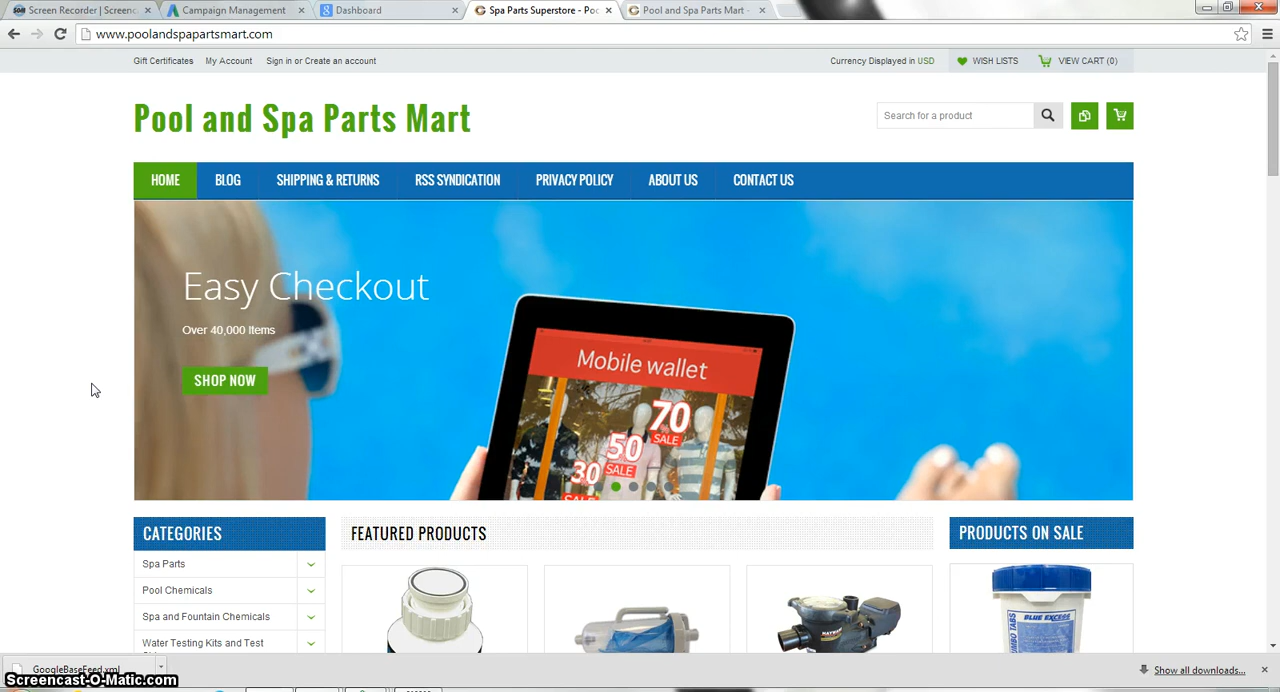 Screen Recorder | Screenc
Campaign Management
Dashboard
Spa Parts Superstore - Poo
Pool and Spa Parts Mart -
www.poolandspapartsmart.com
Gift Certificates My Account Sign in or Create an account
Currency Displayed in USD WISH LISTS VIEW CART (0)
Pool and Spa Parts Mart
Search for a product
HOME BLOG SHIPPING & RETURNS RSS SYNDICATION PRIVACY POLICY ABOUT US CONTACT US
Easy Checkout
Over 40,000 Items
SHOP NOW
Mobile wallet
70
SALE
50
SALE
30
SALE
CATEGORIES
Spa Parts
Pool Chemicals
Spa and Fountain Chemicals
Water Testing Kits and Test
FEATURED PRODUCTS
PRODUCTS ON SALE
BLUE EXCESS
JUMBO TABS
GoogleBaseFeed.xml
Show all downloads...
Screencast-O-Matic.com